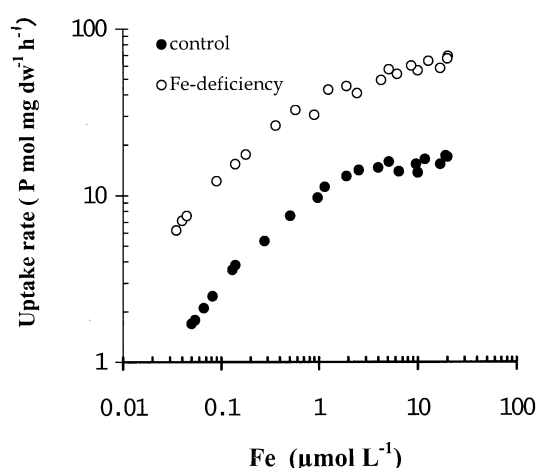 100
● control
○ Fe-deficiency
10
1
Uptake rate ( P mol mg dw⁻¹ h⁻¹)
0.01 0.1 1 10 100
Fe (µmol L⁻¹)